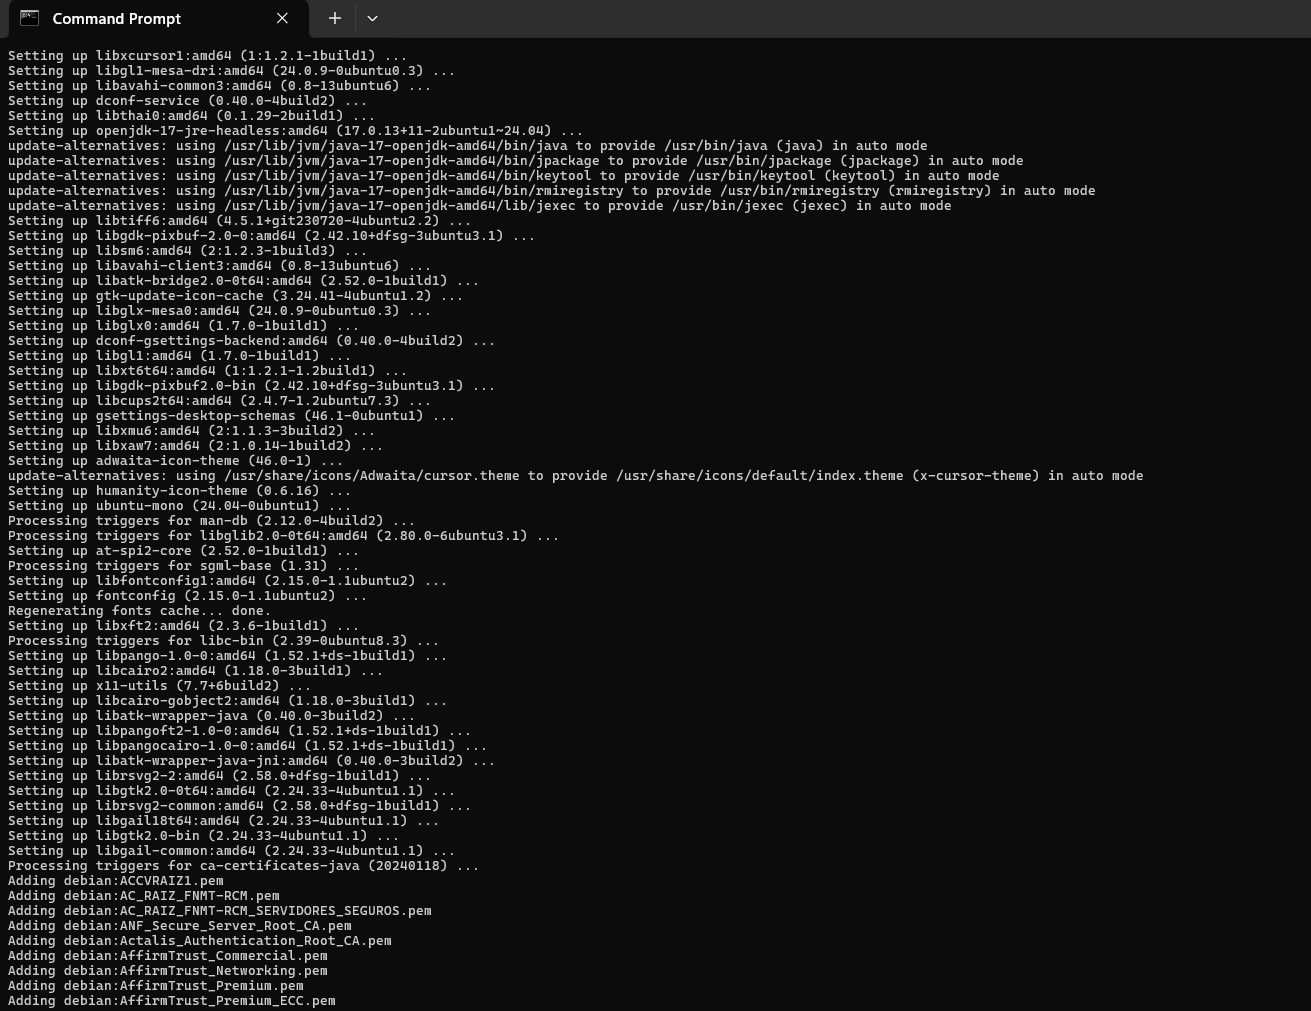 Command Prompt
Setting up libxcursor1:amd64 (1:1.2.1-1build1) ...
Setting up libgl1-mesa-dri:amd64 (24.0.9-0ubuntu0.3) ...
Setting up libavahi-common3:amd64 (0.8-13ubuntu6) ...
Setting up dconf-service (0.40.0-4build2) ...
Setting up libthai0:amd64 (0.1.29-2build1) ...
Setting up openjdk-17-jre-headless:amd64 (17.0.13+11-2ubuntu1~24.04) ...
update-alternatives: using /usr/lib/jvm/java-17-openjdk-amd64/bin/java to provide /usr/bin/java (java) in auto mode
update-alternatives: using /usr/lib/jvm/java-17-openjdk-amd64/bin/jpackage to provide /usr/bin/jpackage (jpackage) in auto mode
update-alternatives: using /usr/lib/jvm/java-17-openjdk-amd64/bin/keytool to provide /usr/bin/keytool (keytool) in auto mode
update-alternatives: using /usr/lib/jvm/java-17-openjdk-amd64/bin/rmiregistry to provide /usr/bin/rmiregistry (rmiregistry) in auto mode
update-alternatives: using /usr/lib/jvm/java-17-openjdk-amd64/lib/jexec to provide /usr/bin/jexec (jexec) in auto mode
Setting up libtiff6:amd64 (4.5.1+git230720-4ubuntu2.2) ...
Setting up libgdk-pixbuf-2.0-0:amd64 (2.42.10+dfsg-3ubuntu3.1) ...
Setting up libsm6:amd64 (2:1.2.3-1build3) ...
Setting up libavahi-client3:amd64 (0.8-13ubuntu6) ...
Setting up libatk-bridge2.0-0t64:amd64 (2.52.0-1build1) ...
Setting up gtk-update-icon-cache (3.24.41-4ubuntu1.2) ...
Setting up libglx-mesa0:amd64 (24.0.9-0ubuntu0.3) ...
Setting up libglx0:amd64 (1.7.0-1build1) ...
Setting up dconf-gsettings-backend:amd64 (0.40.0-4build2) ...
Setting up libgl1:amd64 (1.7.0-1build1) ...
Setting up libxt6t64:amd64 (1:1.2.1-1.2build1) ...
Setting up libgdk-pixbuf2.0-bin (2.42.10+dfsg-3ubuntu3.1) ...
Setting up libcups2t64:amd64 (2.4.7-1.2ubuntu7.3) ...
Setting up gsettings-desktop-schemas (46.1-0ubuntu1) ...
Setting up libxmu6:amd64 (2:1.1.3-3build2) ...
Setting up libxaw7:amd64 (2:1.0.14-1build2) ...
Setting up adwaita-icon-theme (46.0-1) ...
update-alternatives: using /usr/share/icons/Adwaita/cursor.theme to provide /usr/share/icons/default/index.theme (x-cursor-theme) in auto mode
Setting up humanity-icon-theme (0.6.16) ...
Setting up ubuntu-mono (24.04-0ubuntu1) ...
Processing triggers for man-db (2.12.0-4build2) ...
Processing triggers for libglib2.0-0t64:amd64 (2.80.0-6ubuntu3.1) ...
Setting up at-spi2-core (2.52.0-1build1) ...
Processing triggers for sgml-base (1.31) ...
Setting up libfontconfig1:amd64 (2.15.0-1.1ubuntu2) ...
Setting up fontconfig (2.15.0-1.1ubuntu2) ...
Regenerating fonts cache... done.
Setting up libxft2:amd64 (2.3.6-1build1) ...
Processing triggers for libc-bin (2.39-0ubuntu8.3) ...
Setting up libpango-1.0-0:amd64 (1.52.1+ds-1build1) ...
Setting up libcairo2:amd64 (1.18.0-3build1) ...
Setting up x11-utils (7.7+6build2) ...
Setting up libcairo-gobject2:amd64 (1.18.0-3build1) ...
Setting up libatk-wrapper-java (0.40.0-3build2) ...
Setting up libpangoft2-1.0-0:amd64 (1.52.1+ds-1build1) ...
Setting up libpangocairo-1.0-0:amd64 (1.52.1+ds-1build1) ...
Setting up libatk-wrapper-java-jni:amd64 (0.40.0-3build2) ...
Setting up librsvg2-2:amd64 (2.58.0+dfsg-1build1) ...
Setting up libgtk2.0-0t64:amd64 (2.24.33-4ubuntu1.1) ...
Setting up librsvg2-common:amd64 (2.58.0+dfsg-1build1) ...
Setting up libgail18t64:amd64 (2.24.33-4ubuntu1.1) ...
Setting up libgtk2.0-bin (2.24.33-4ubuntu1.1) ...
Setting up libgail-common:amd64 (2.24.33-4ubuntu1.1) ...
Processing triggers for ca-certificates-java (20240118) ...
Adding debian:ACCVRAIZ1.pem
Adding debian:AC_RAIZ_FNMT-RCM.pem
Adding debian:AC_RAIZ_FNMT-RCM_SERVIDORES_SEGUROS.pem
Adding debian:ANF_Secure_Server_Root_CA.pem
Adding debian:Actalis_Authentication_Root_CA.pem
Adding debian:AffirmTrust_Commercial.pem
Adding debian:AffirmTrust_Networking.pem
Adding debian:AffirmTrust_Premium.pem
Adding debian:AffirmTrust_Premium_ECC.pem